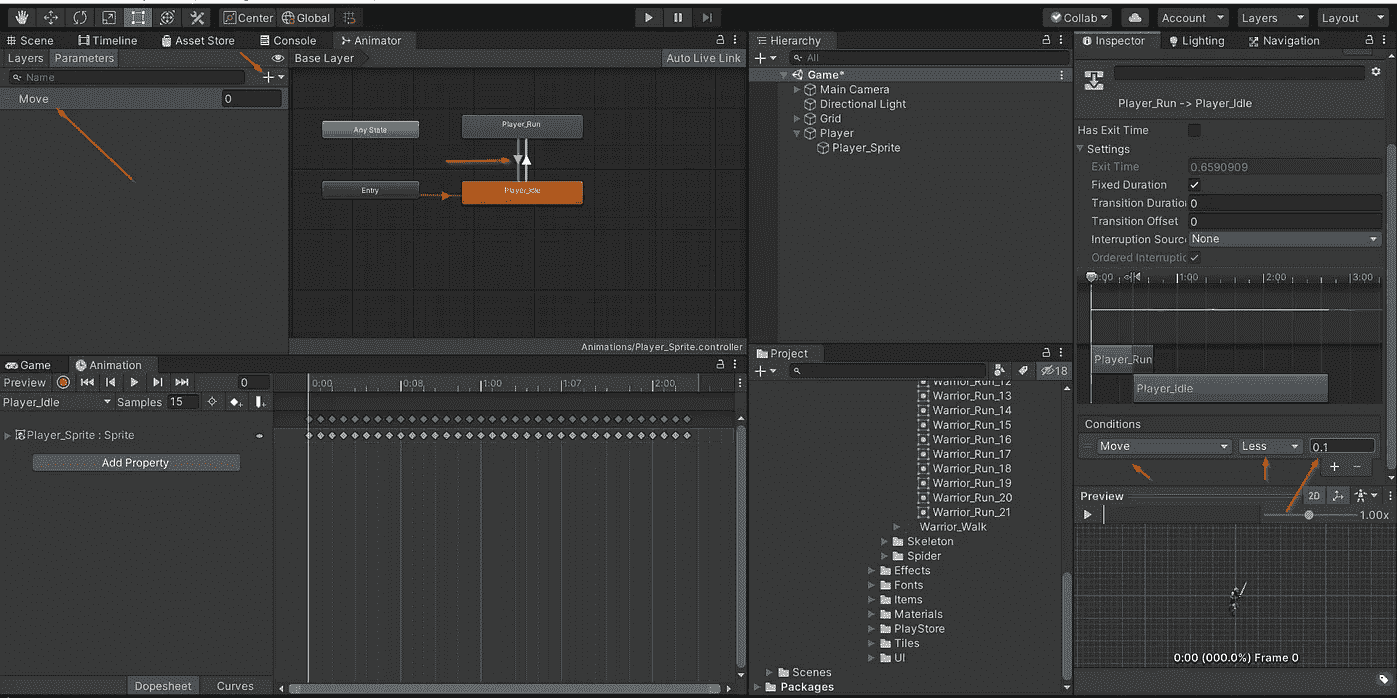 Center Global
Collab Account Layers Layout
Scene Timeline Asset Store Console Animator
Layers Parameters
Base Layer Auto Live Link
Name
Move 0
Any State
Player_Run
Entry
Player_Idle
Animations/Player_Sprite.controller
Game Animation
Preview 0
0:00 0:08 1:00 1:07 2:00
Player_Idle Samples 15
Player_Sprite : Sprite
Add Property
Dopesheet Curves
Hierarchy
All
Game*
Main Camera
Directional Light
Grid
Player
Player_Sprite
Project
18
Warrior_Run_12
Warrior_Run_13
Warrior_Run_14
Warrior_Run_15
Warrior_Run_16
Warrior_Run_17
Warrior_Run_18
Warrior_Run_19
Warrior_Run_20
Warrior_Run_21
Warrior_Walk
Skeleton
Spider
Effects
Fonts
Items
Materials
PlayStore
Tiles
UI
Scenes
Packages
Inspector Lighting Navigation
Player_Run -> Player_Idle
Has Exit Time
Settings
Exit Time 0.6590909
Fixed Duration
Transition Duratio 0
Transition Offset 0
Interruption Sourc None
Ordered Interruptic
:00 1:00 2:00 3:00
Player_Run
Player_Idle
Conditions
Move Less 0.1
Preview 2D
1.00x
0:00 (000.0%) Frame 0